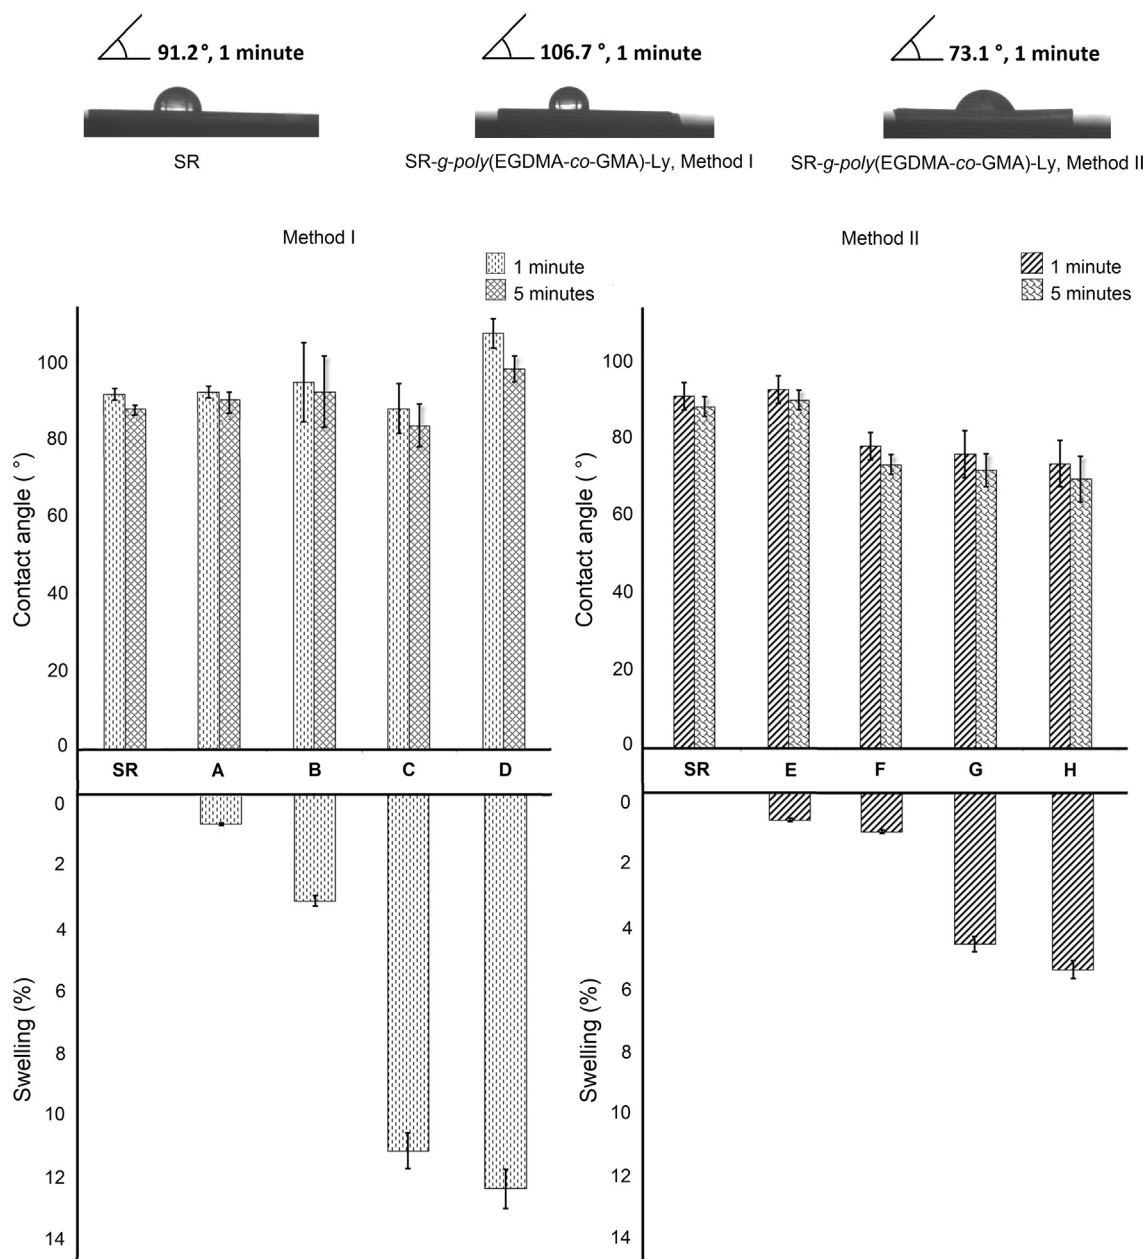 91.2°, 1 minute
106.7 °, 1 minute
73.1 °, 1 minute
SR
SR-g-poly(EGDMA-co-GMA)-Ly, Method I
SR-g-poly(EGDMA-co-GMA)-Ly, Method II
Method I
1 minute
5 minutes
Contact angle ( °)
100
80
60
40
20
0
SR A B C D
Swelling (%)
0
2
4
6
8
10
12
14
Method II
1 minute
5 minutes
Contact angle ( °)
100
80
60
40
20
0
SR E F G H
Swelling (%)
0
2
4
6
8
10
12
14